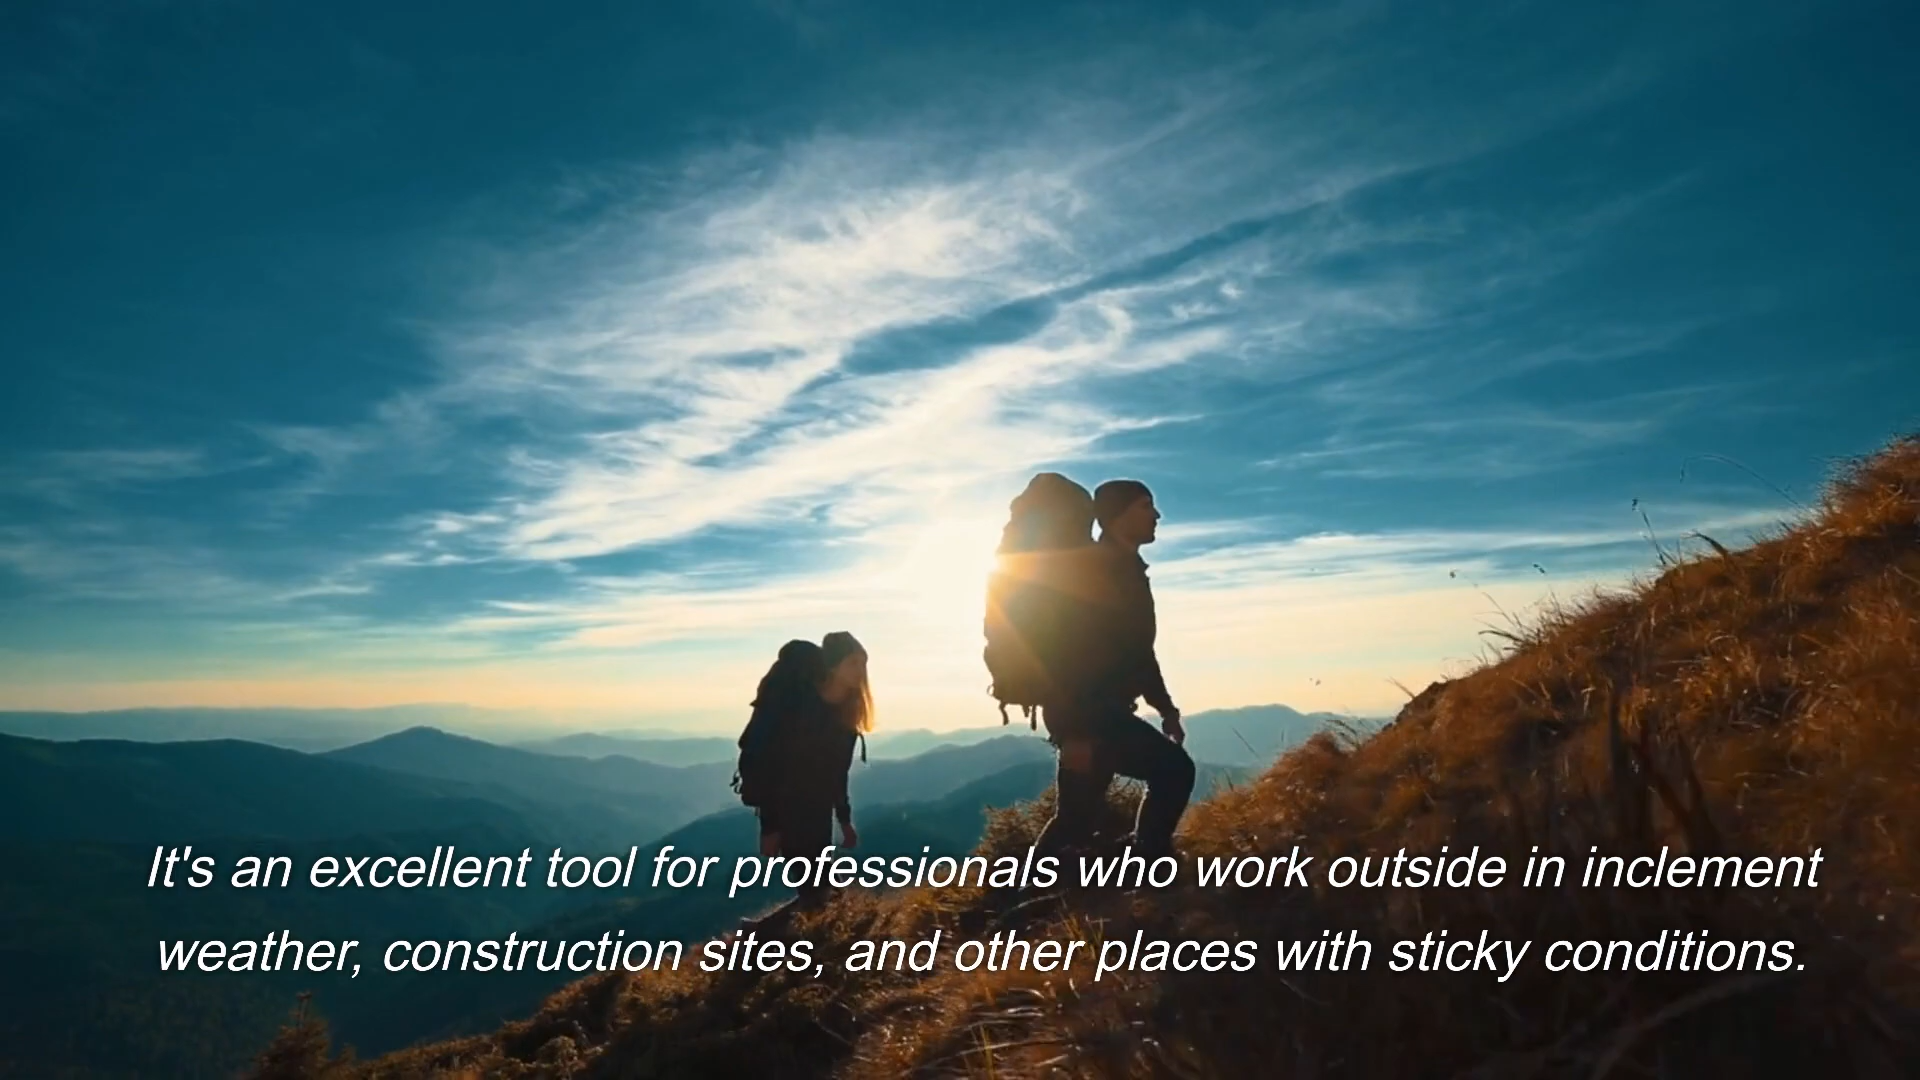 It's an excellent tool for professionals who work outside in inclement
weather, construction sites, and other places with sticky conditions.